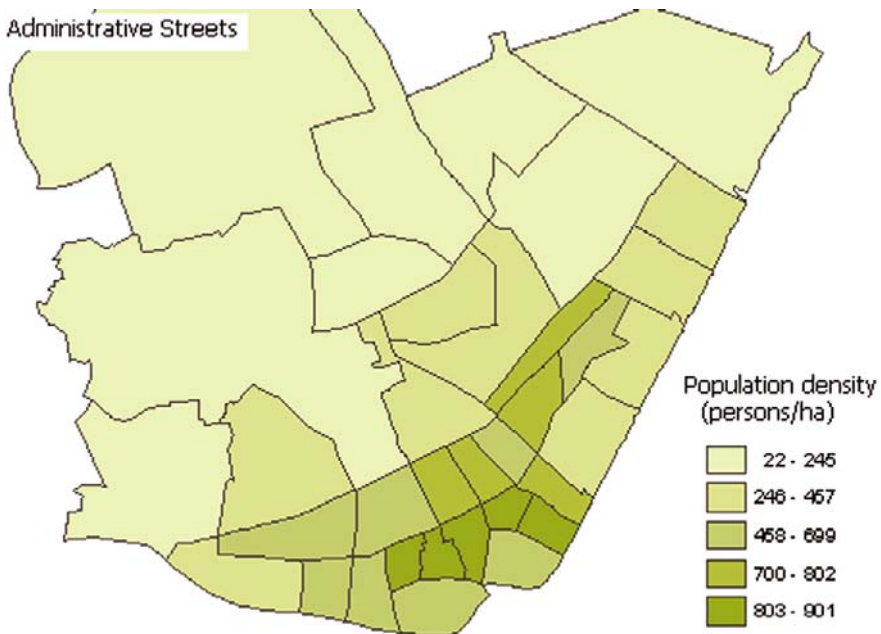 Administrative Streets
Population density
(persons/ha)
22 - 245
246 - 457
458 - 699
700 - 802
803 - 901